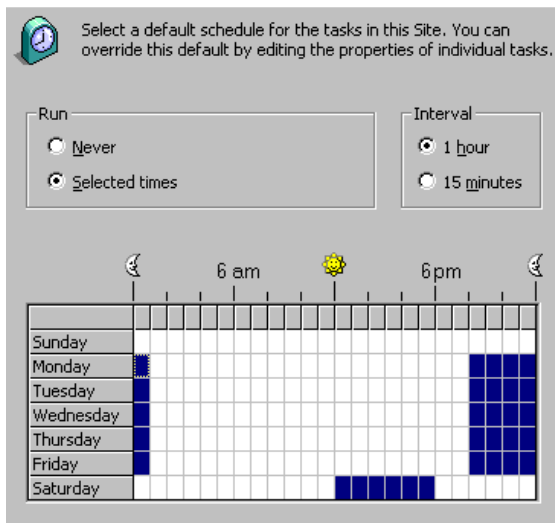 Select a default schedule for the tasks in this Site. You can
override this default by editing the properties of individual tasks.
Run
Never
Selected times
Interval
1 hour
15 minutes
6 am
6 pm
Sunday
Monday
Tuesday
Wednesday
Thursday
Friday
Saturday